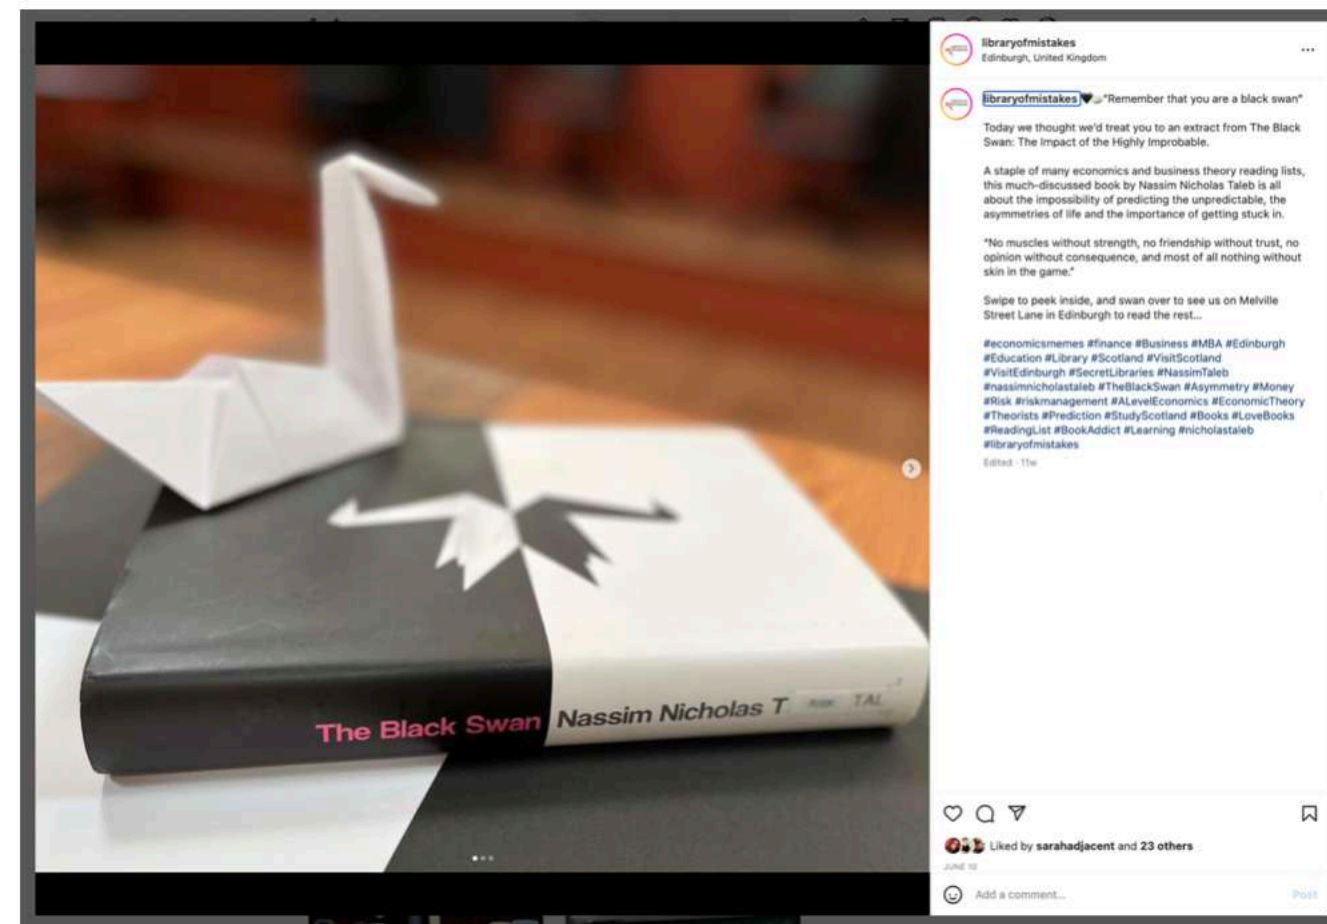 The Black Swan Nassim Nicholas T TAL
libraryofmistakes
Edinburgh, United Kingdom
libraryofmistakes 🖤🦢"Remember that you are a black swan"
Today we thought we'd treat you to an extract from The Black
Swan: The Impact of the Highly Improbable.
A staple of many economics and business theory reading lists,
this much-discussed book by Nassim Nicholas Taleb is all
about the impossibility of predicting the unpredictable, the
asymmetries of life and the importance of getting stuck in.
"No muscles without strength, no friendship without trust, no
opinion without consequence, and most of all nothing without
skin in the game."
Swipe to peek inside, and swan over to see us on Melville
Street Lane in Edinburgh to read the rest...
#economicsmemes #finance #Business #MBA #Edinburgh
#Education #Library #Scotland #VisitScotland
#VisitEdinburgh #SecretLibraries #NassimTaleb
#nassimnicholastaleb #TheBlackSwan #Asymmetry #Money
#Risk #riskmanagement #ALevelEconomics #EconomicTheory
#Theorists #Prediction #StudyScotland #Books #LoveBooks
#ReadingList #BookAddict #Learning #nicholastaleb
#libraryofmistakes
Edited · 11w
Liked by sarahadjacent and 23 others
JUNE 10
Add a comment... Post